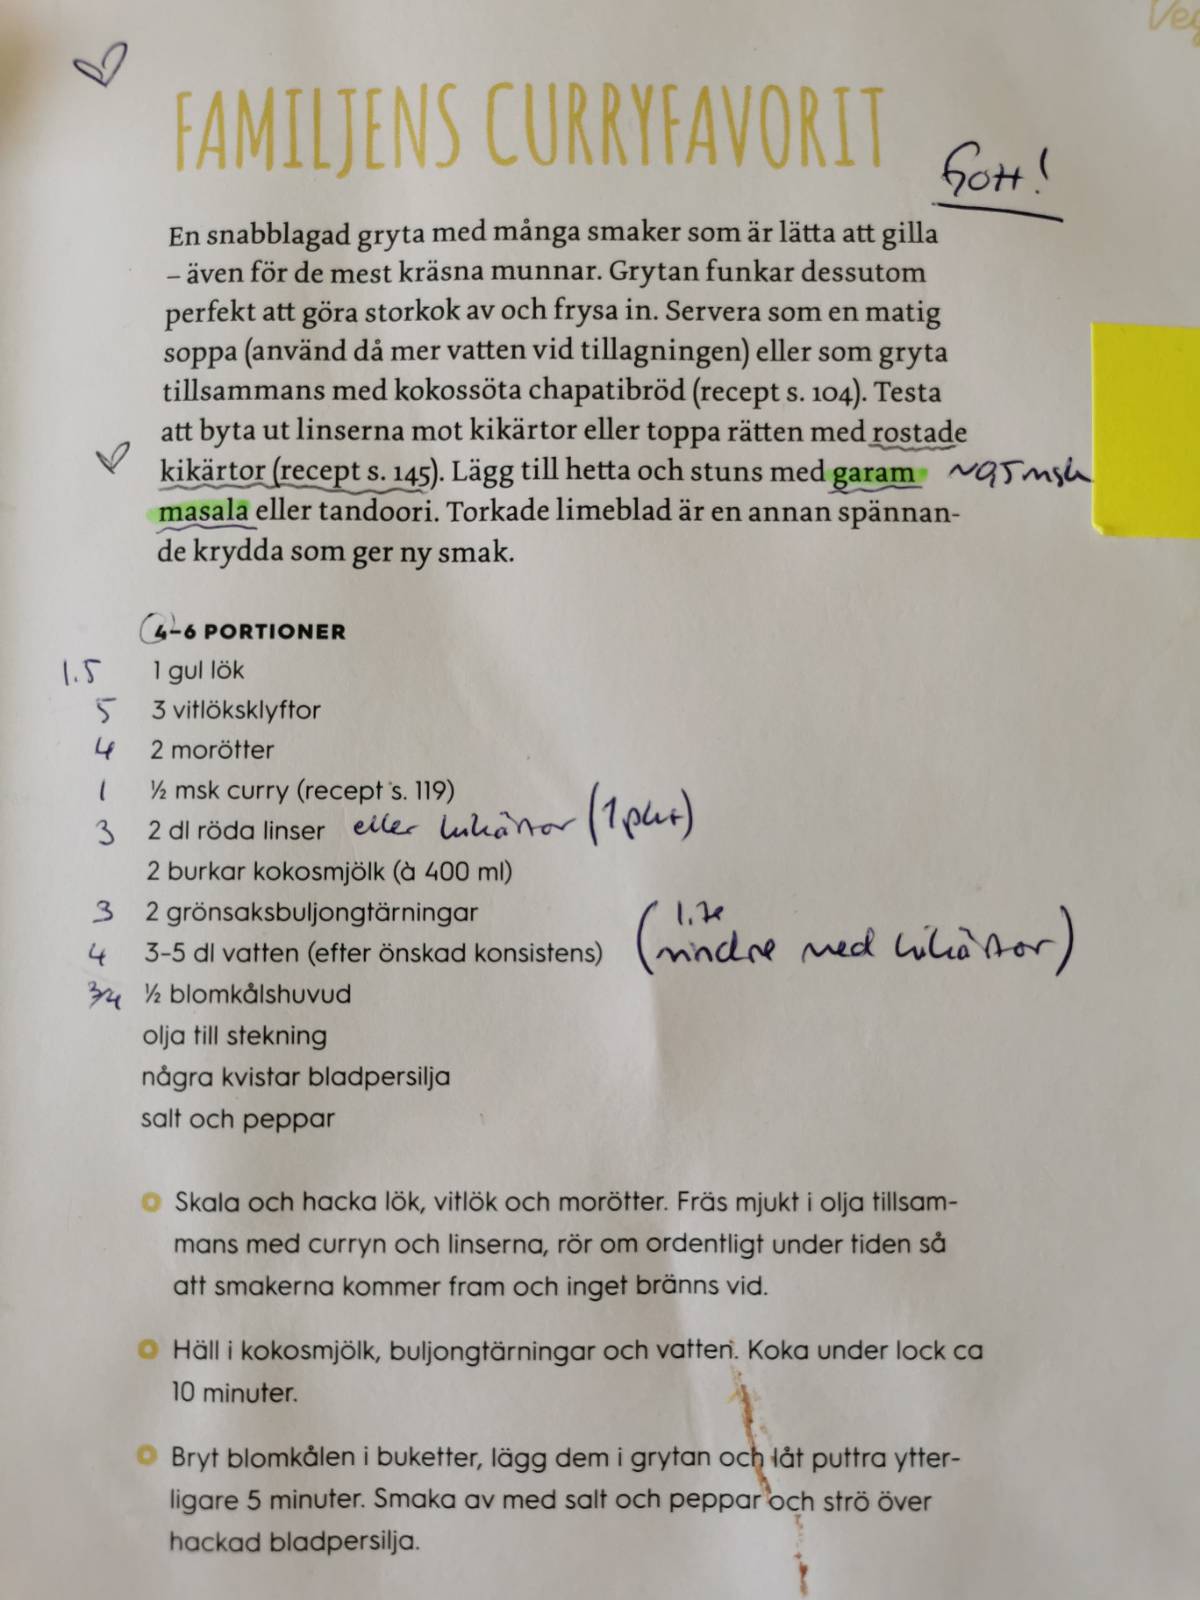 Veg
FAMILJENS CURRYFAVORIT
Gott!
En snabblagad gryta med många smaker som är lätta att gilla
– även för de mest kräsna munnar. Grytan funkar dessutom
perfekt att göra storkok av och frysa in. Servera som en matig
soppa (använd då mer vatten vid tillagningen) eller som gryta
tillsammans med kokossöta chapatibröd (recept s. 104). Testa
att byta ut linserna mot kikärtor eller toppa rätten med rostade
kikärtor (recept s. 145). Lägg till hetta och stuns med garam ~0,5 msk
masala eller tandoori. Torkade limeblad är en annan spännan-
de krydda som ger ny smak.
4–6 PORTIONER
1.5 1 gul lök
5 3 vitlöksklyftor
4 2 morötter
1 ½ msk curry (recept s. 119)
3 2 dl röda linser eller kikärtor (1 pkt)
2 burkar kokosmjölk (à 400 ml)
3 2 grönsaksbuljongtärningar
4 3–5 dl vatten (efter önskad konsistens) (lite mindre med kikärtor)
3/4 ½ blomkålshuvud
olja till stekning
några kvistar bladpersilja
salt och peppar
Skala och hacka lök, vitlök och morötter. Fräs mjukt i olja tillsam-
mans med curryn och linserna, rör om ordentligt under tiden så
att smakerna kommer fram och inget bränns vid.
Häll i kokosmjölk, buljongtärningar och vatten. Koka under lock ca
10 minuter.
Bryt blomkålen i buketter, lägg dem i grytan och låt puttra ytter-
ligare 5 minuter. Smaka av med salt och peppar och strö över
hackad bladpersilja.